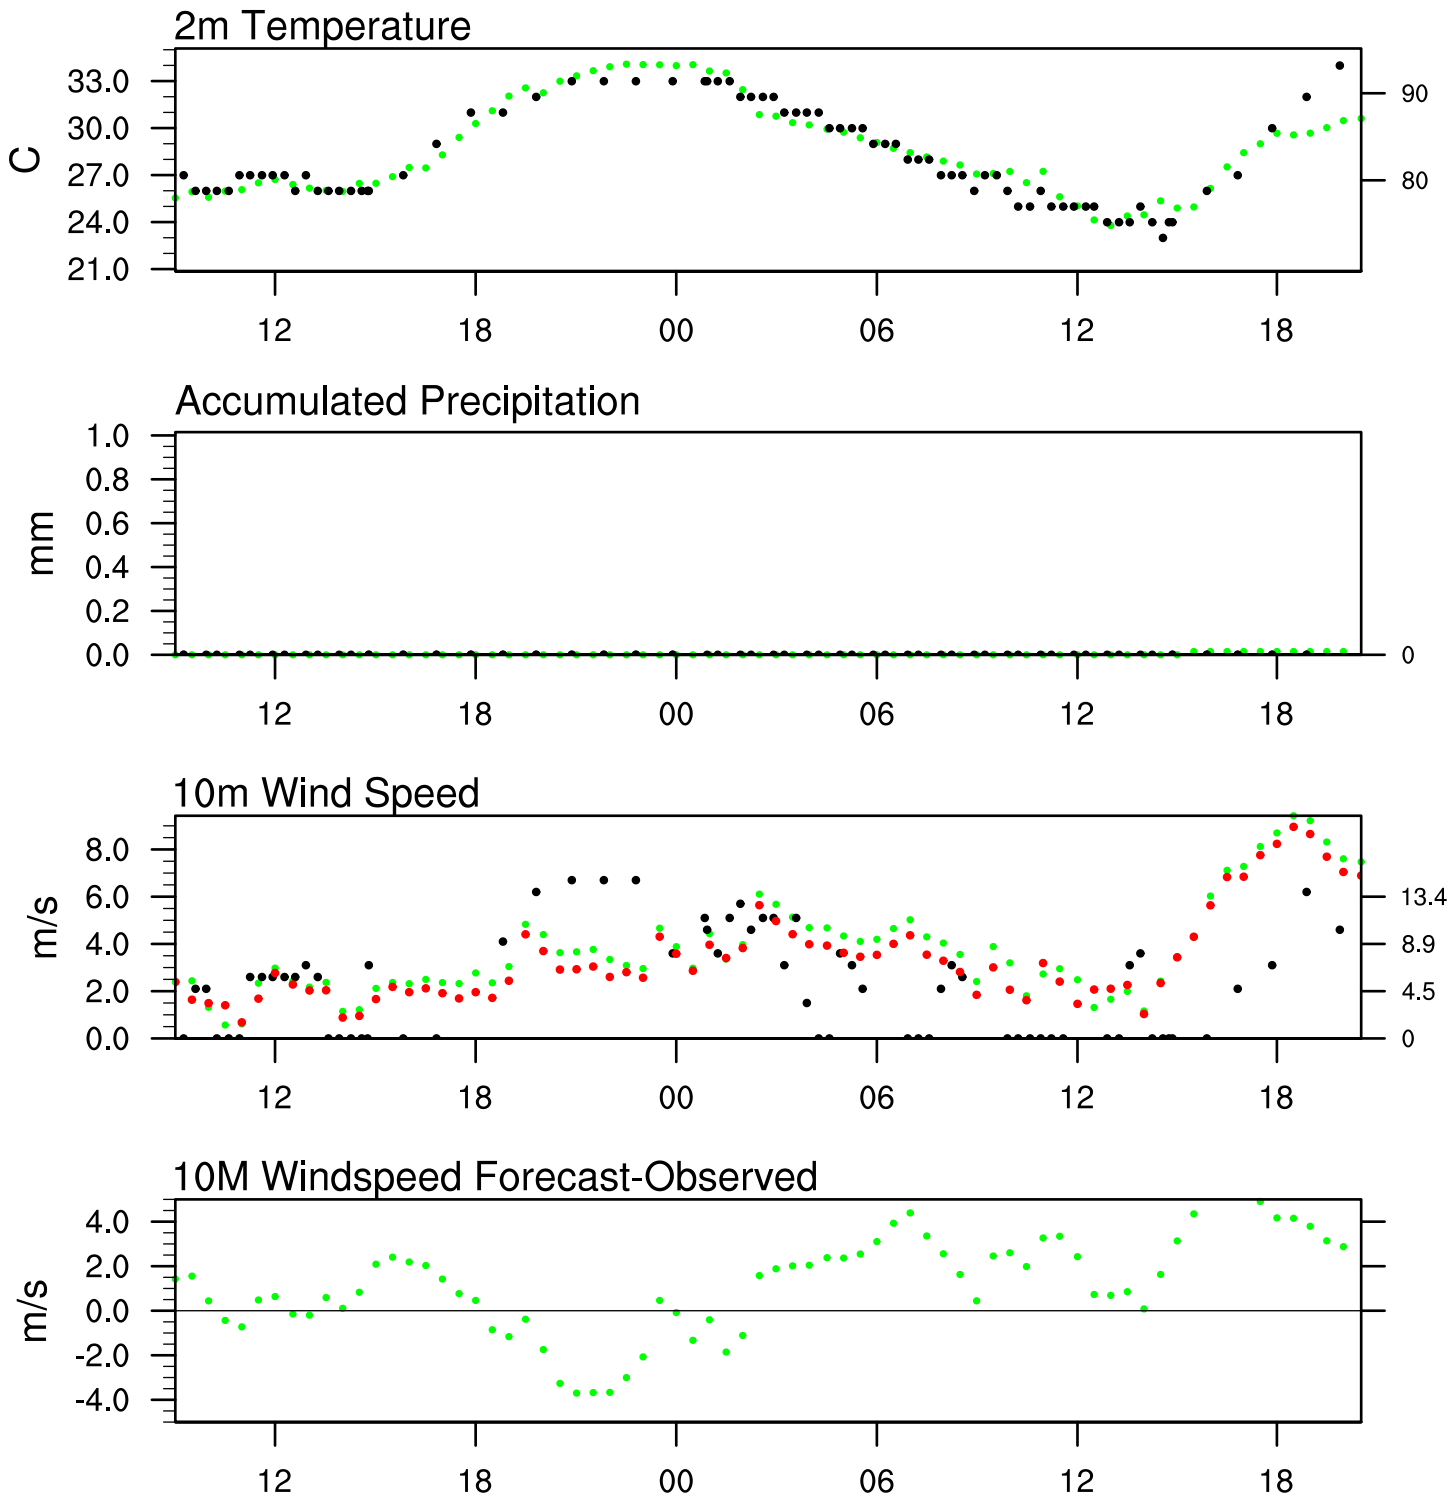 2m Temperature
33.0
30.0
27.0
24.0
21.0
C
90
80
12 18 00 06 12 18
Accumulated Precipitation
1.0
0.8
0.6
0.4
0.2
0.0
mm
0
12 18 00 06 12 18
10m Wind Speed
8.0
6.0
4.0
2.0
0.0
m/s
13.4
8.9
4.5
0
12 18 00 06 12 18
10M Windspeed Forecast-Observed
4.0
2.0
0.0
-2.0
-4.0
m/s
12 18 00 06 12 18